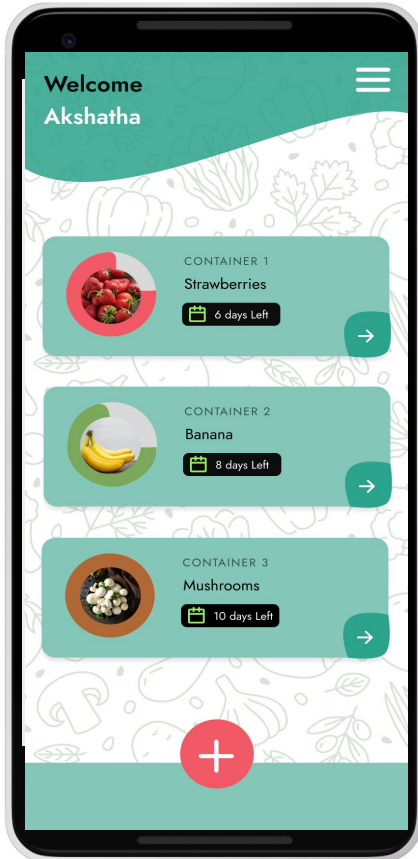 Welcome
Akshatha
CONTAINER 1
Strawberries
6 days Left
CONTAINER 2
Banana
8 days Left
CONTAINER 3
Mushrooms
10 days Left